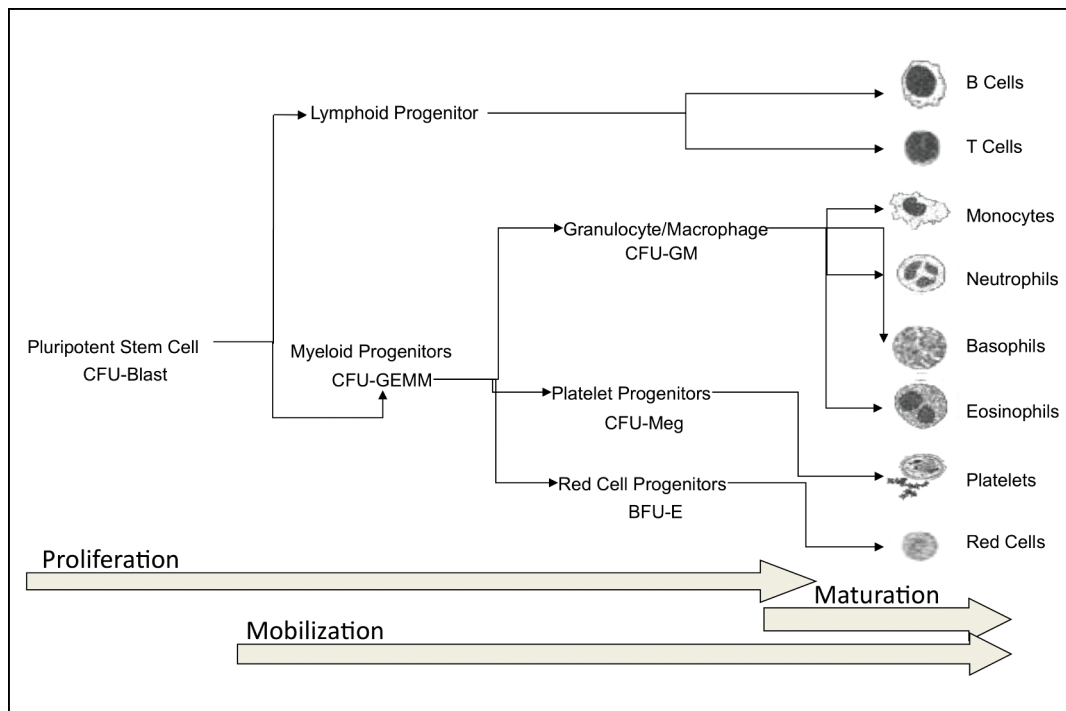 B Cells
Lymphoid Progenitor
T Cells
Monocytes
Granulocyte/Macrophage
CFU-GM
Neutrophils
Pluripotent Stem Cell
CFU-Blast
Myeloid Progenitors
CFU-GEMM
Basophils
Platelet Progenitors
CFU-Meg
Eosinophils
Red Cell Progenitors
BFU-E
Platelets
Red Cells
Proliferation
Maturation
Mobilization